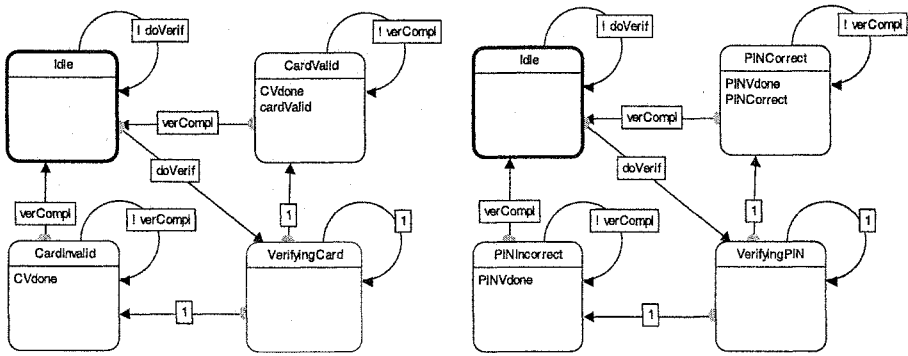 ! doVerif
! verCompl
Idle
CardValid
CVdone
cardValid
verCompl
doVerif
verCompl
! verCompl
1
1
CardInvalid
CVdone
VerifyingCard
1
! doVerif
! verCompl
Idle
PINCorrect
PINVdone
PINCorrect
verCompl
doVerif
verCompl
! verCompl
1
1
PINIncorrect
PINVdone
VerifyingPIN
1